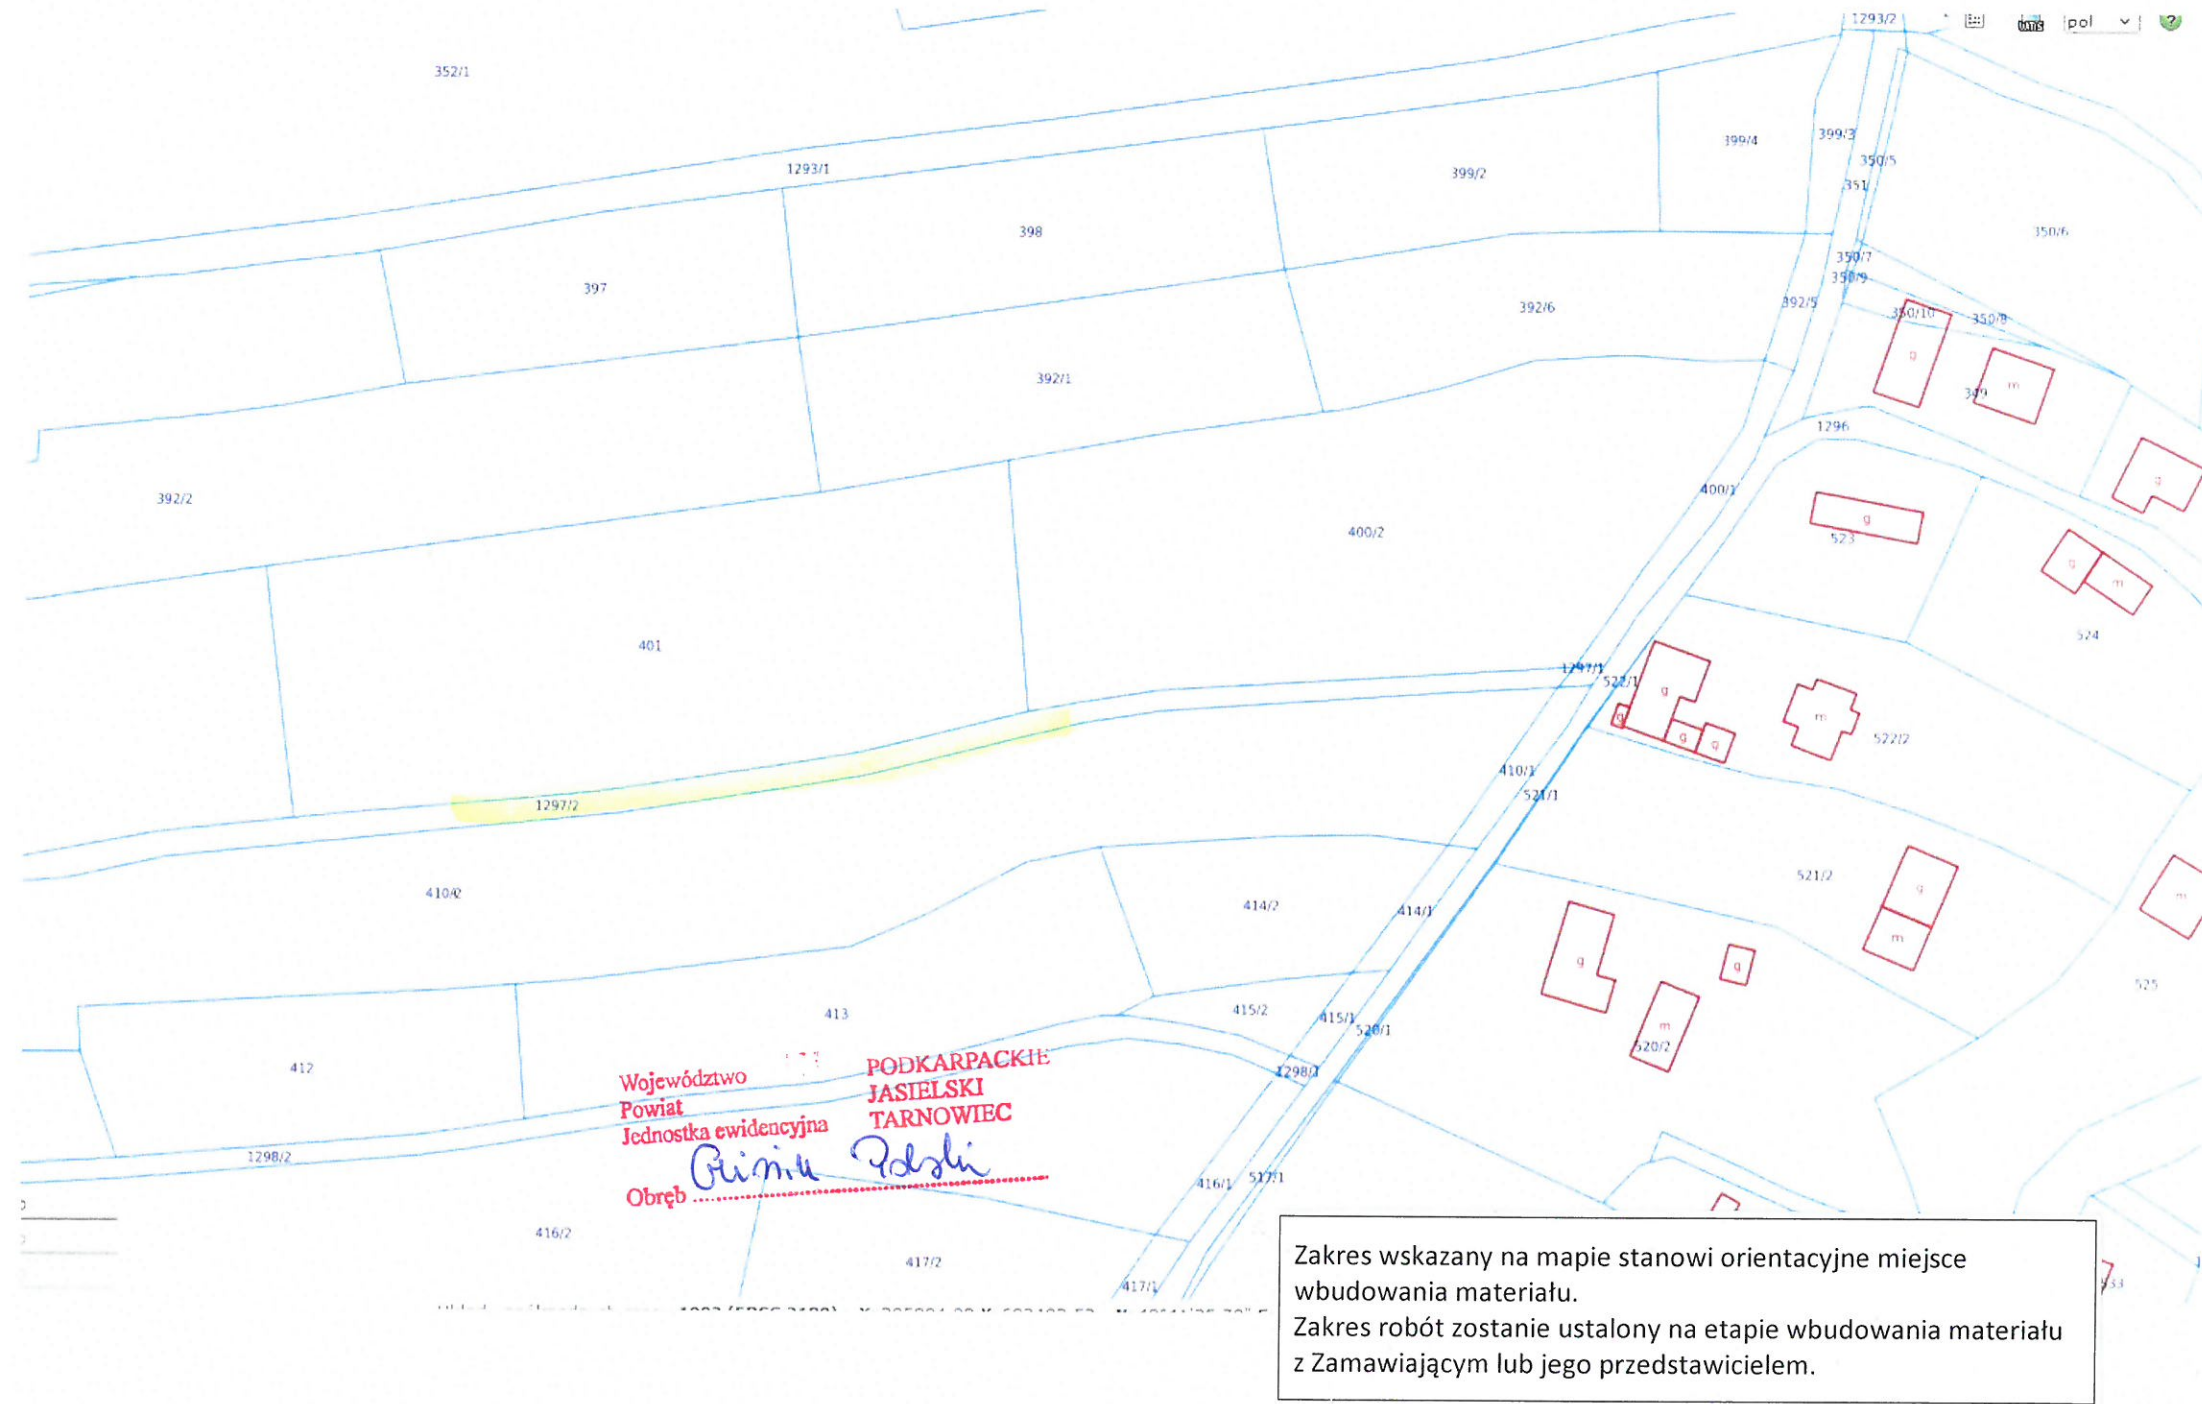 1293/2
pol
352/1
1293/1
399/4
399/3
350/5
351
399/2
398
350/6
397
350/7
350/9
392/5
392/6
350/10
350/8
g
m
349
392/1
1296
g
392/2
400/1
g
523
400/2
g
m
524
401
1297/1
522/1
g
g
g
g
m
522/2
410/1
521/1
1297/2
521/2
g
m
m
410/2
414/2
414/1
g
g
m
520/2
525
413
415/2
415/1
520/1
412
1298/1
Województwo PODKARPACKIE
Powiat JASIELSKI
Jednostka ewidencyjna TARNOWIEC
Obręb
1298/2
416/1
517/1
416/2
417/2
417/1
533
Zakres wskazany na mapie stanowi orientacyjne miejsce
wbudowania materiału.
Zakres robót zostanie ustalony na etapie wbudowania materiału
z Zamawiającym lub jego przedstawicielem.